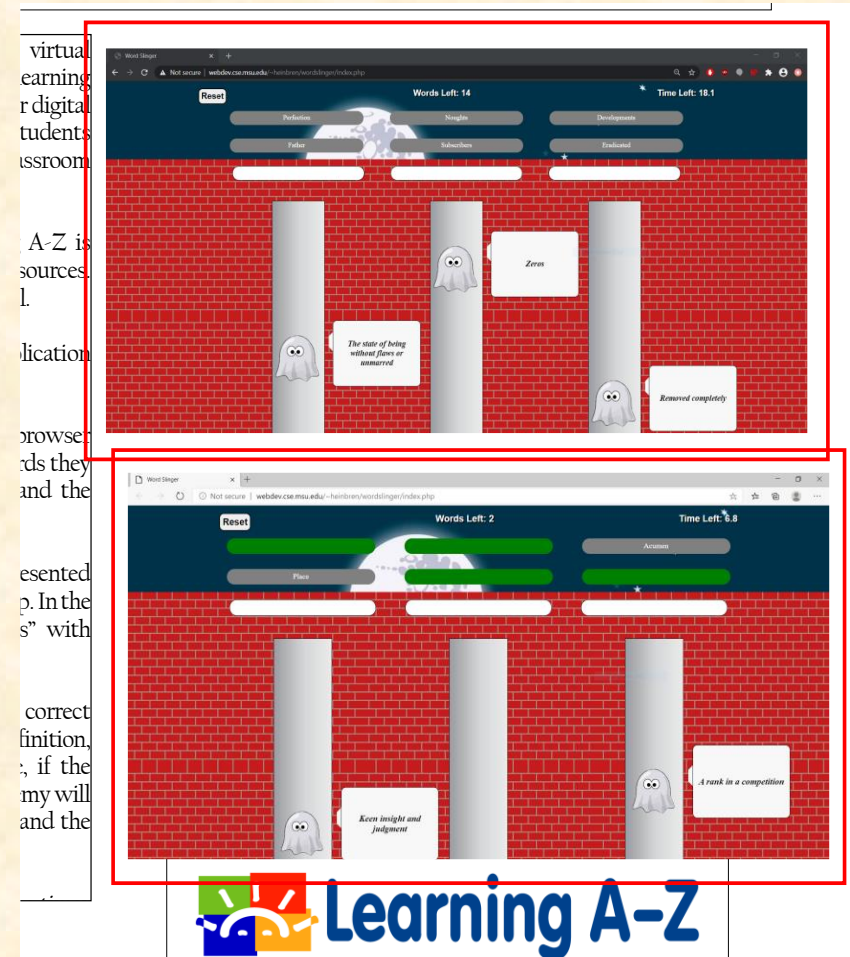 virtual
earning
r digital
tudents
ssroom
A-Z is
sources.
l.
lication
browser
rds they
and the
esented
p. In the
s” with
correct
finition,
, if the
emy will
and the
Word Slinger
Not secure | webdev.cse.msu.edu/~heinbren/wordslinger/index.php
Reset Words Left: 14 Time Left: 18.1
Perfection Noughts Developments
Father Subscribers Eradicated
Zeros
The state of being
without flaws or
unmarred
Removed completely
Word Slinger
Not secure | webdev.cse.msu.edu/~heinbren/wordslinger/index.php
Reset Words Left: 2 Time Left: 6.8
Acumen
Place
A rank in a competition
Keen insight and
judgment
Learning A-Z